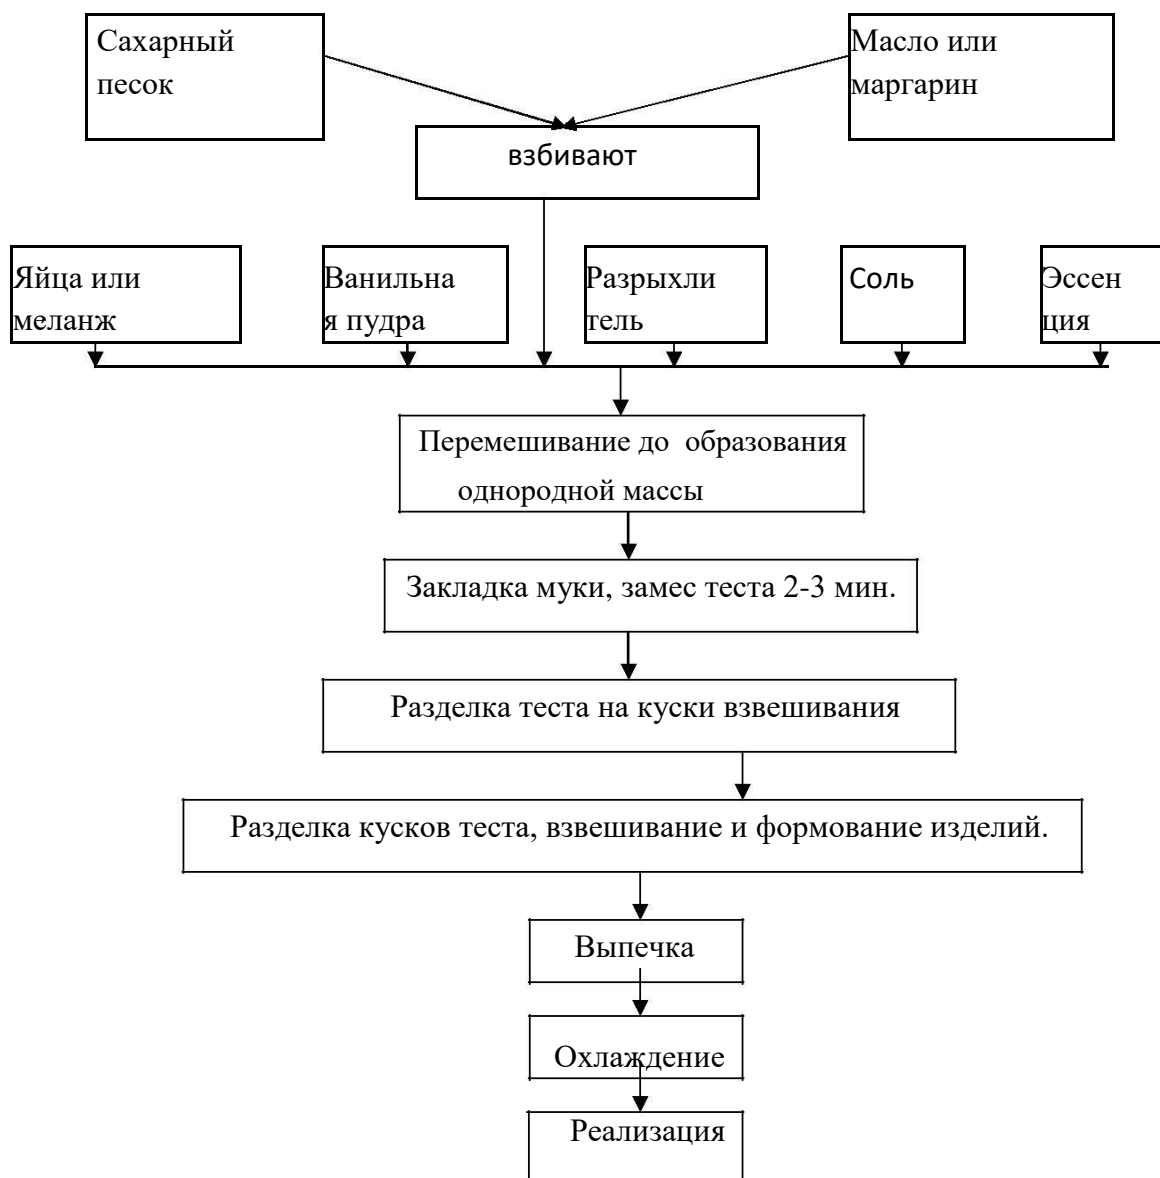 Сахарный
песок
Масло или
маргарин
взбивают
Яйца или
меланж
Ванильна
я пудра
Разрыхли
тель
Соль
Эссен
ция
Перемешивание до образования
однородной массы
Закладка муки, замес теста 2-3 мин.
Разделка теста на куски взвешивания
Разделка кусков теста, взвешивание и формование изделий.
Выпечка
Охлаждение
Реализация